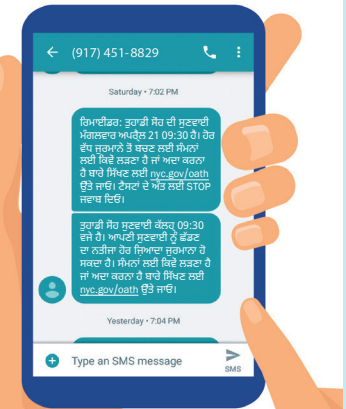 (917) 451-8829
Saturday • 7:02 PM
ਰਿਮਾਈਂਡਰ: ਤੁਹਾਡੀ ਸੌਹ ਦੀ ਸੁਣਵਾਈ
ਮੰਗਲਵਾਰ ਅਪਰੈਲ 21 09:30 ਹੈ। ਹੋਰ
ਵੱਧ ਜੁਰਮਾਨੇ ਤੋਂ ਬਚਣ ਲਈ ਸੰਮਨਾਂ
ਲਈ ਕਿਵੇਂ ਲੜਣਾ ਹੈ ਜਾਂ ਅਦਾ ਕਰਨਾ
ਹੈ ਬਾਰੇ ਸਿੱਖਣ ਲਈ nyc.gov/oath
ਉੱਤੇ ਜਾਓ। ਟੈਸਟਾਂ ਦੇ ਅੰਤ ਲਈ STOP
ਜਵਾਬ ਦਿਓ।
ਤੁਹਾਡੀ ਸੌਹ ਸੁਣਵਾਈ ਕੱਲ੍ਹ 09:30
ਵਜੇ ਹੈ। ਆਪਣੀ ਸੁਣਵਾਈ ਨੂੰ ਛੱਡਣ
ਦਾ ਨਤੀਜਾ ਹੋਰ ਜ਼ਿਆਦਾ ਜੁਰਮਾਨਾ ਹੋ
ਸਕਦਾ ਹੈ। ਸੰਮਨਾਂ ਲਈ ਕਿਵੇਂ ਲੜਣਾ ਹੈ
ਜਾਂ ਅਦਾ ਕਰਨਾ ਹੈ ਬਾਰੇ ਸਿੱਖਣ ਲਈ
nyc.gov/oath ਉੱਤੇ ਜਾਓ।
Yesterday • 7:04 PM
Type an SMS message
SMS